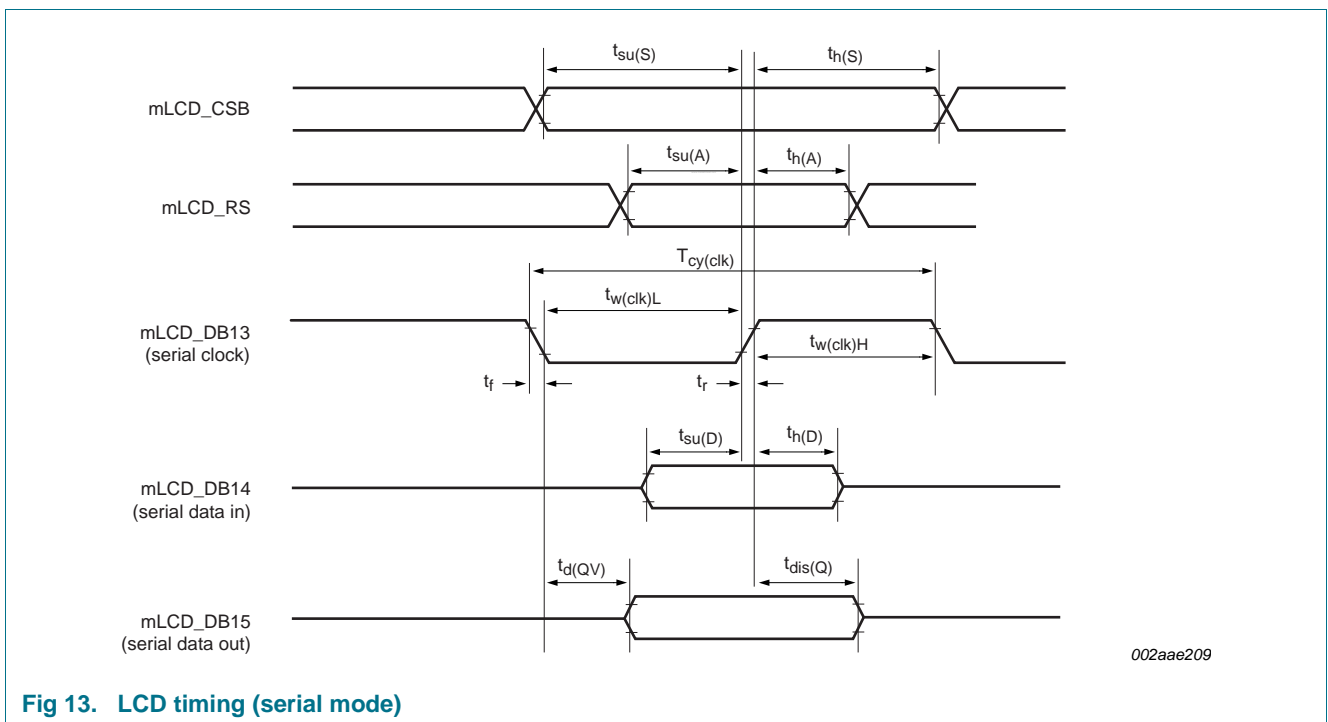 tsu(S)
th(S)
mLCD_CSB
tsu(A)
th(A)
mLCD_RS
Tcy(clk)
tw(clk)L
mLCD_DB13
(serial clock)
tw(clk)H
tf
tr
tsu(D)
th(D)
mLCD_DB14
(serial data in)
td(QV)
tdis(Q)
mLCD_DB15
(serial data out)
002aae209
Fig 13. LCD timing (serial mode)